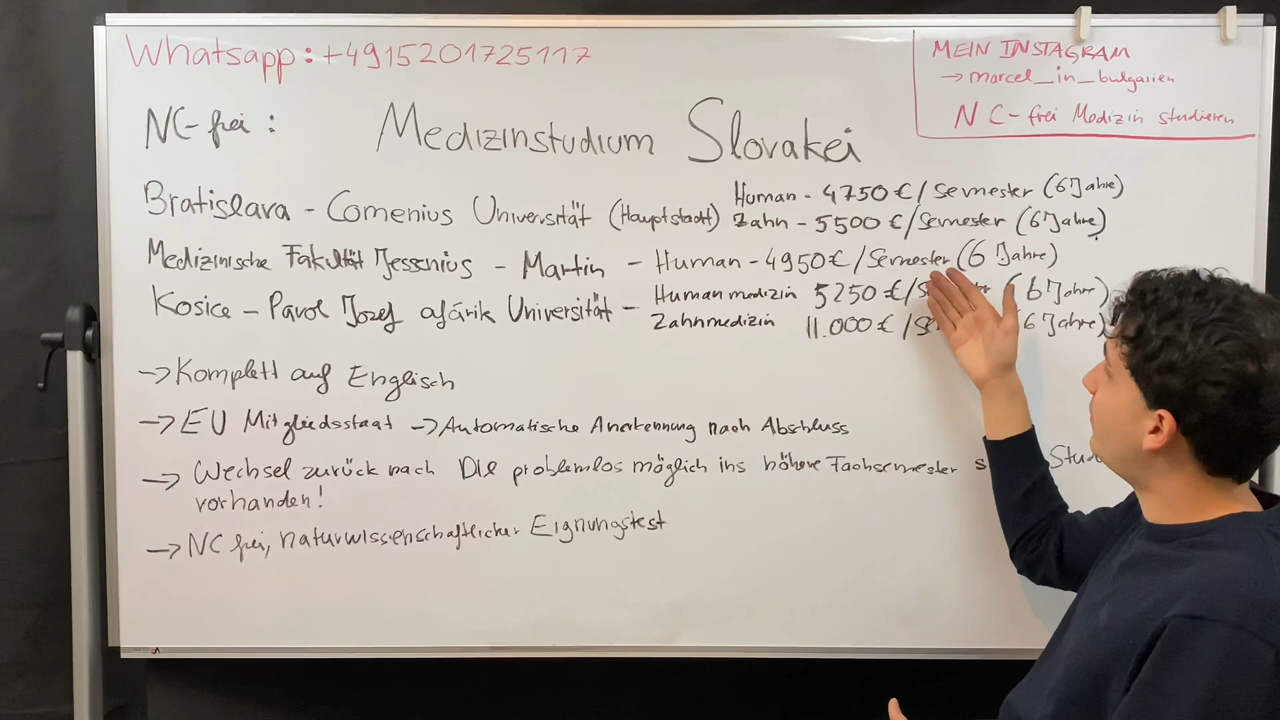 Whatsapp: +4915201725117
MEIN INSTAGRAM
→ marcel_in_bulgarien
NC-frei Medizin studieren
NC-frei: Medizinstudium Slovakei
Bratislava - Comenius Universität (Hauptstadt) Human - 4750€/Semester (6 Jahre)
Zahn - 5500€/Semester (6 Jahre)
Medizinische Fakultät Jessenius - Martin - Human - 4950€/Semester (6 Jahre)
Kosice - Pavol Jozef afárik Universität - Humanmedizin 5250€/S (6 Jahre)
Zahnmedizin 11.000€/S 6 Jahre)
→ Komplett auf Englisch
→ EU Mitgliedsstaat → Automatische Anerkennung nach Abschluss
→ Wechsel zurück nach DE problemlos möglich ins höhere Fachsemester s Stud
vorhanden!
→ NC frei, naturwissenschaftlicher Eignungstest